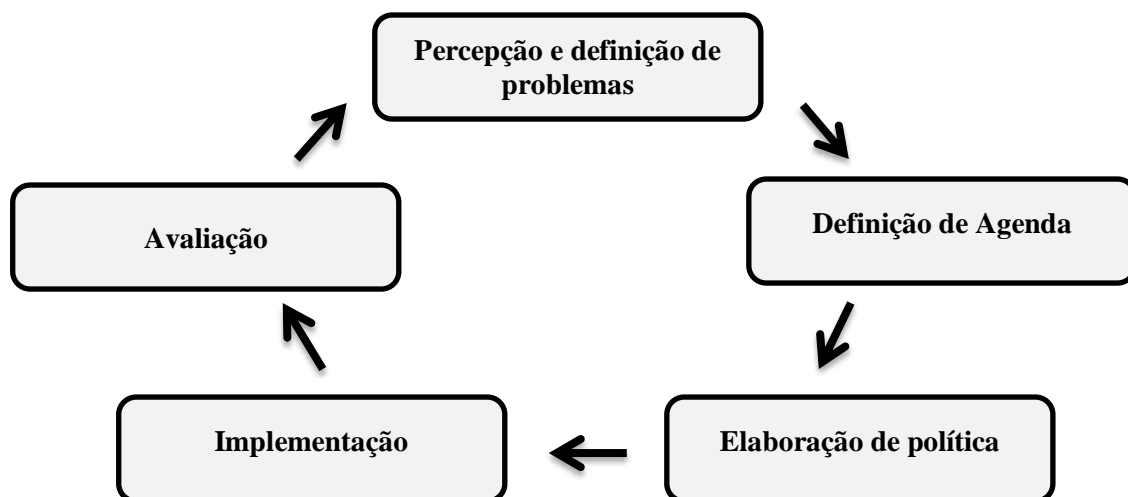 Percepção e definição de
problemas
Definição de Agenda
Elaboração de política
Implementação
Avaliação